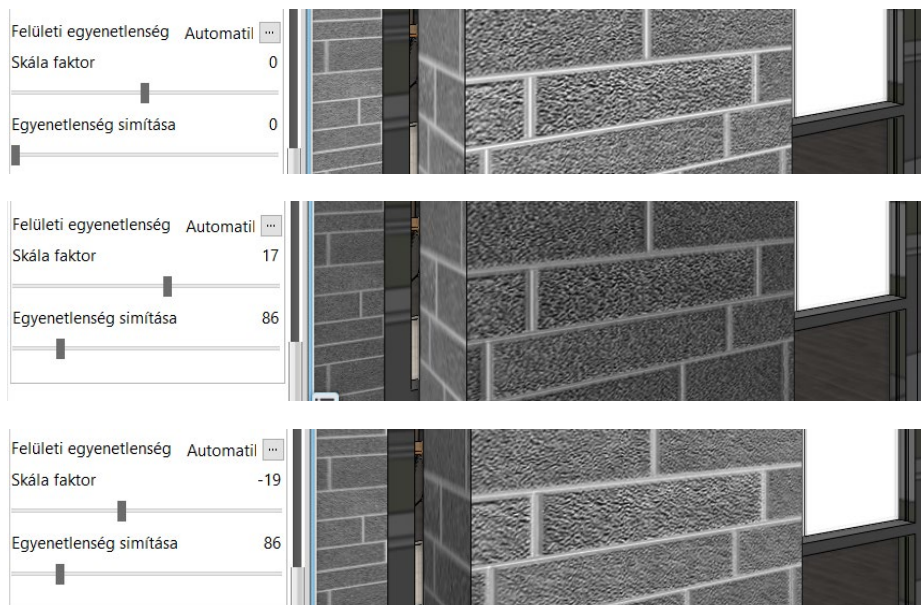 Felületi egyenetlenség Automatil ...
Skála faktor 0
Egyenetlenség simítása 0
Felületi egyenetlenség Automatil ...
Skála faktor 17
Egyenetlenség simítása 86
Felületi egyenetlenség Automatil ...
Skála faktor -19
Egyenetlenség simítása 86